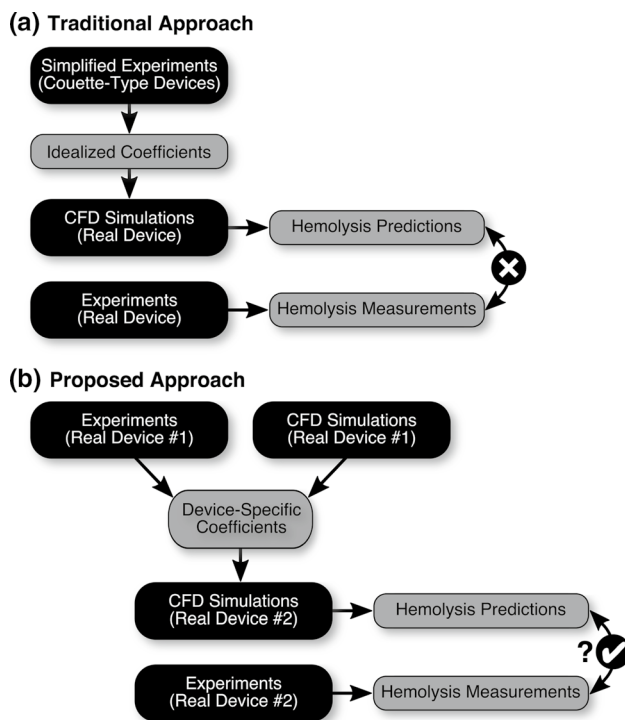 (a) Traditional Approach
Simplified Experiments
(Couette-Type Devices)
Idealized Coefficients
CFD Simulations
(Real Device)
Hemolysis Predictions
Experiments
(Real Device)
Hemolysis Measurements
(b) Proposed Approach
Experiments
(Real Device #1)
CFD Simulations
(Real Device #1)
Device-Specific
Coefficients
CFD Simulations
(Real Device #2)
Hemolysis Predictions
?
Experiments
(Real Device #2)
Hemolysis Measurements